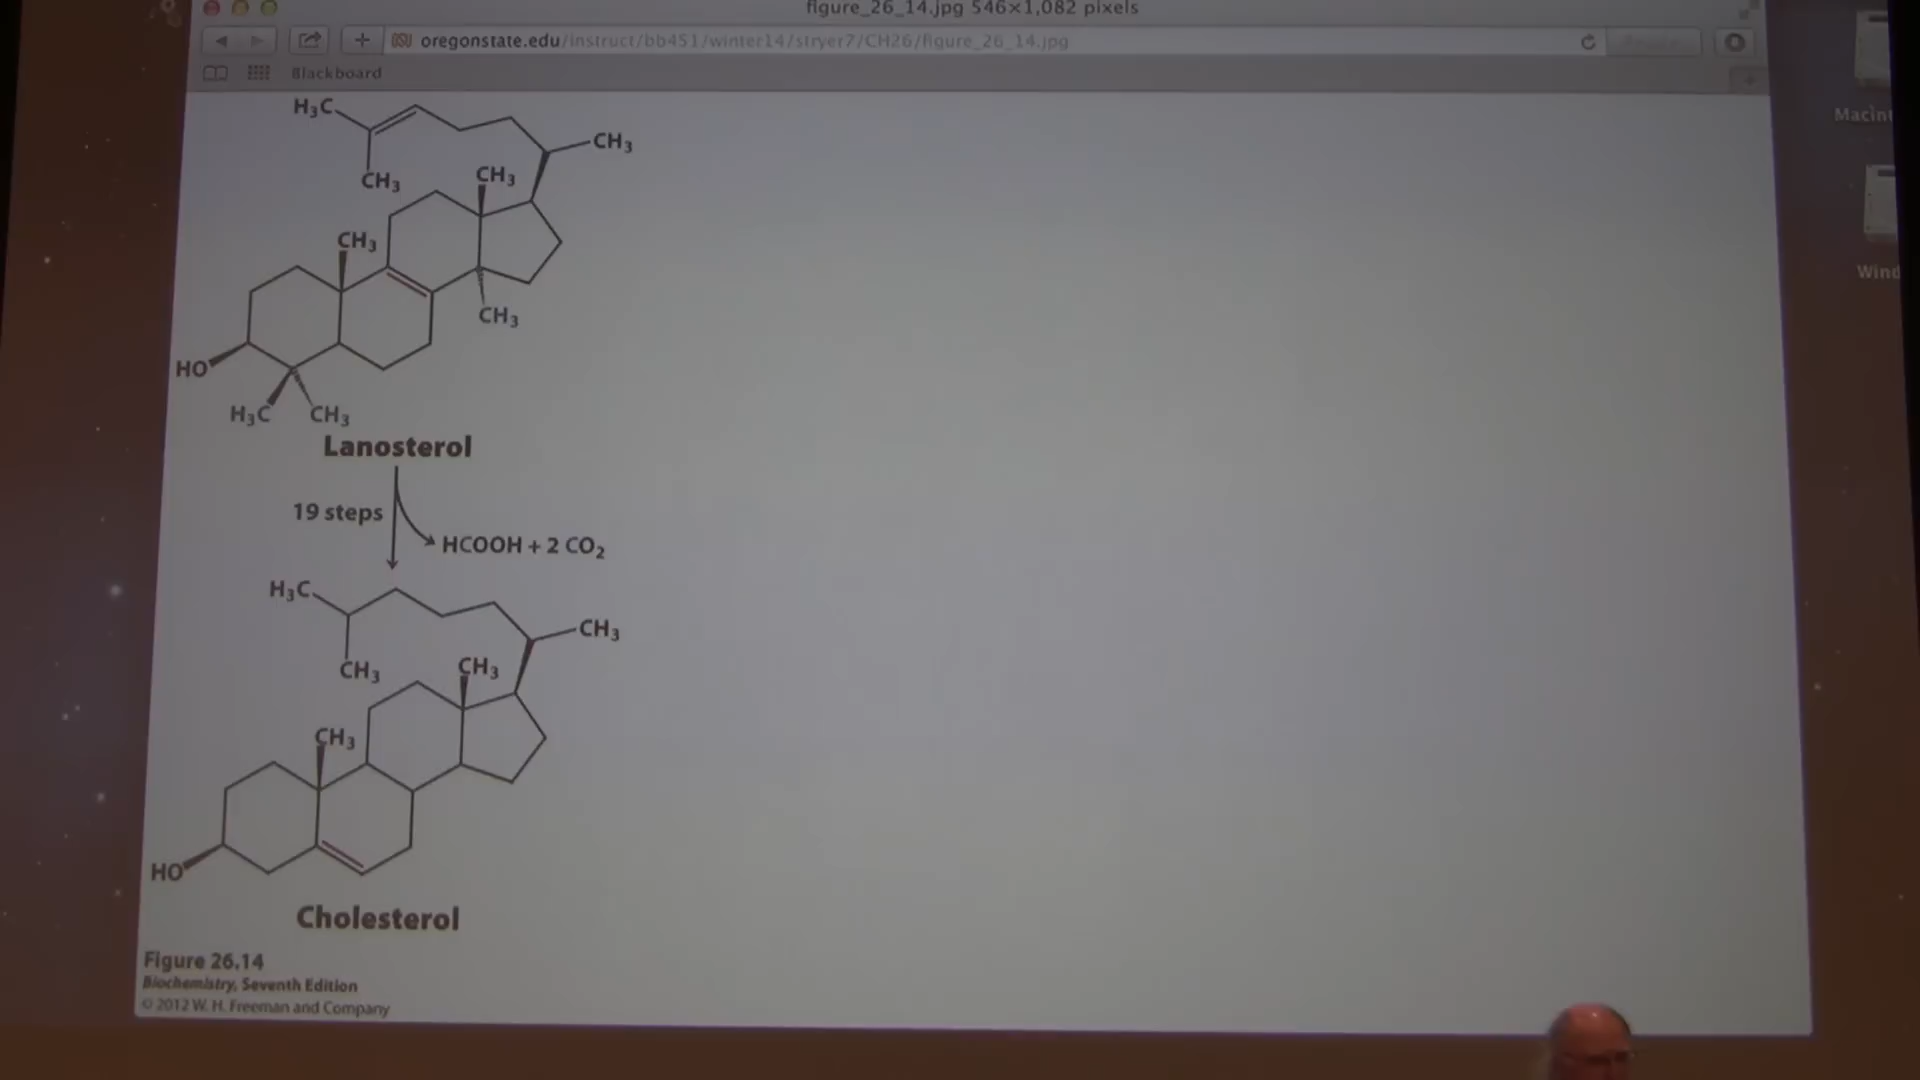 figure_26_14.jpg 546×1,082 pixels
oregonstate.edu/instruct/bb451/winter14/stryer7/CH26/figure_26_14.jpg
Blackboard
H3C
CH3
CH3
CH3
CH3
CH3
HO
H3C
CH3
Lanosterol
19 steps
HCOOH + 2 CO2
H3C
CH3
CH3
CH3
CH3
HO
Cholesterol
Figure 26.14
Biochemistry, Seventh Edition
© 2012 W. H. Freeman and Company
Macint
Wind